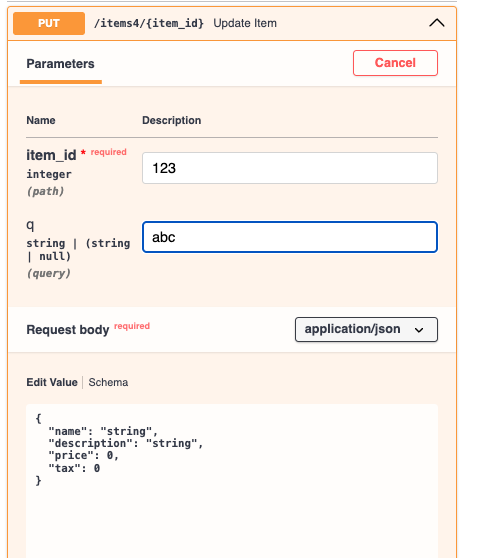 PUT /items4/{item_id} Update Item
Parameters Cancel
Name Description
item_id * required
integer
(path)
123
q
string | (string
| null)
(query)
abc
Request body required application/json
Edit Value Schema
{
  "name": "string",
  "description": "string",
  "price": 0,
  "tax": 0
}